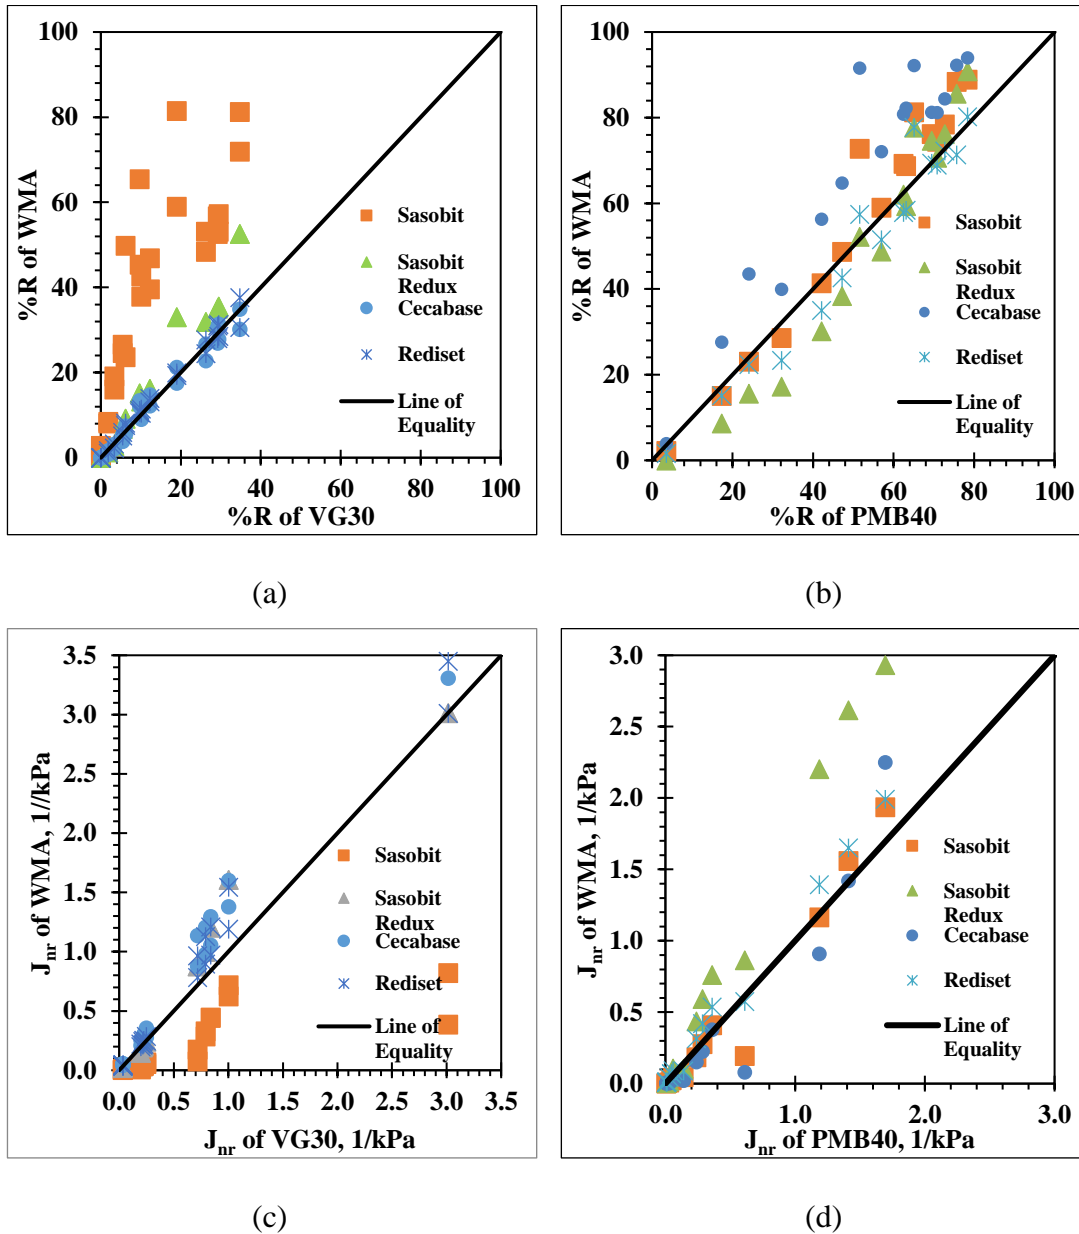 100
80
60
40
20
0
%R of WMA
Sasobit
Sasobit
Redux
Cecabase
Rediset
Line of
Equality
0 20 40 60 80 100
%R of VG30
(a)
100
80
60
40
20
0
%R of WMA
Sasobit
Sasobit
Redux
Cecabase
Rediset
Line of
Equality
0 20 40 60 80 100
%R of PMB40
(b)
3.5
3.0
2.5
2.0
1.5
1.0
0.5
0.0
Jnr of WMA, 1//kPa
Sasobit
Sasobit
Redux
Cecabase
Rediset
Line of
Equality
0.0 0.5 1.0 1.5 2.0 2.5 3.0 3.5
Jnr of VG30, 1/kPa
(c)
3.0
2.5
2.0
1.5
1.0
0.5
0.0
Jnr of WMA, 1/kPa
Sasobit
Sasobit
Redux
Cecabase
Rediset
Line of
Equality
0.0 1.0 2.0 3.0
Jnr of PMB40, 1/kPa
(d)